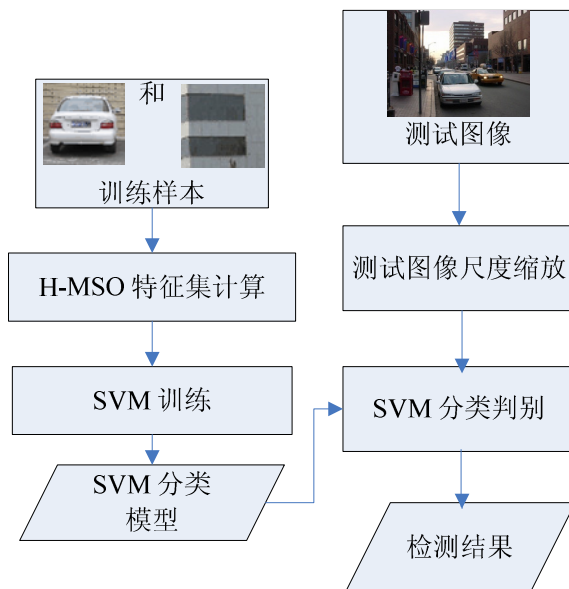 和
训练样本
H-MSO 特征集计算
SVM 训练
SVM 分类
模型
测试图像
测试图像尺度缩放
SVM 分类判别
检测结果